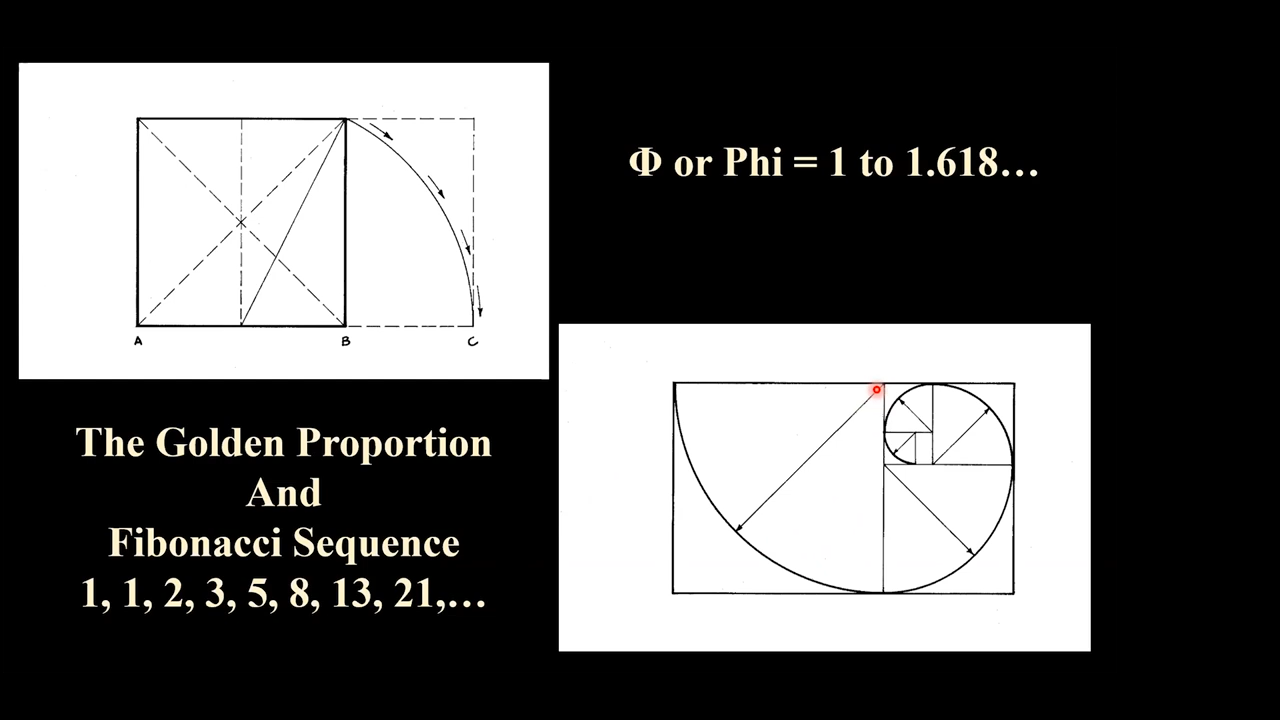 A B C
Φ or Phi = 1 to 1.618…
The Golden Proportion
And
Fibonacci Sequence
1, 1, 2, 3, 5, 8, 13, 21,…